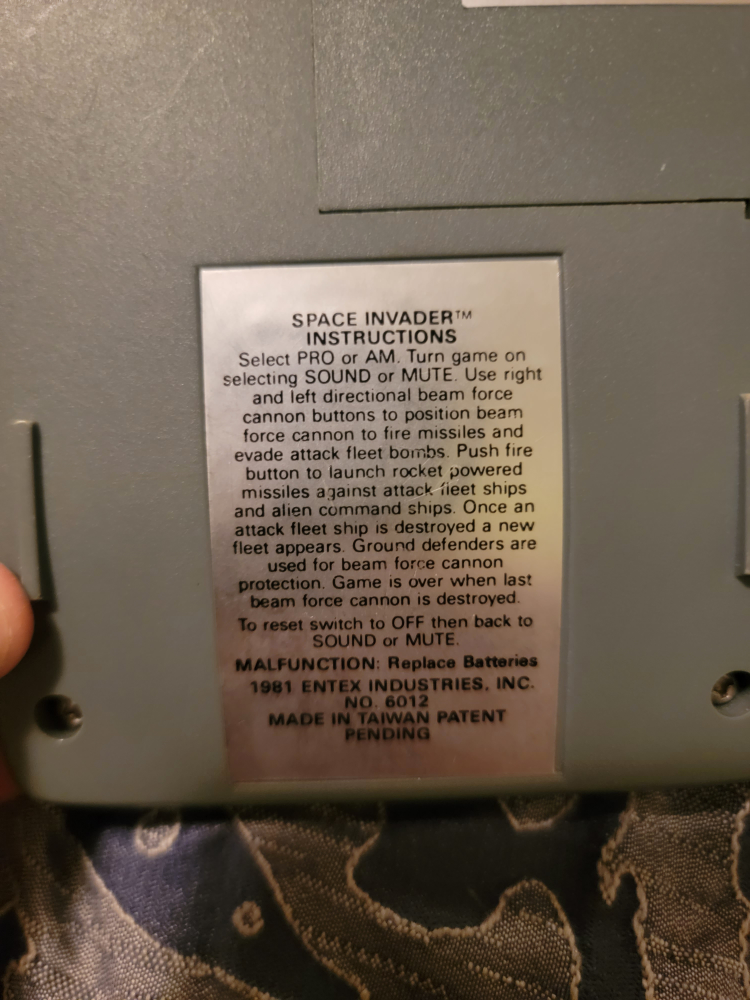 SPACE INVADER™
INSTRUCTIONS
Select PRO or AM. Turn game on
selecting SOUND or MUTE. Use right
and left directional beam force
cannon buttons to position beam
force cannon to fire missiles and
evade attack fleet bombs. Push fire
button to launch rocket powered
missiles against attack fleet ships
and alien command ships. Once an
attack fleet ship is destroyed a new
fleet appears. Ground defenders are
used for beam force cannon
protection. Game is over when last
beam force cannon is destroyed.
To reset switch to OFF then back to
SOUND or MUTE.
MALFUNCTION: Replace Batteries
1981 ENTEX INDUSTRIES, INC.
NO. 6012
MADE IN TAIWAN PATENT
PENDING